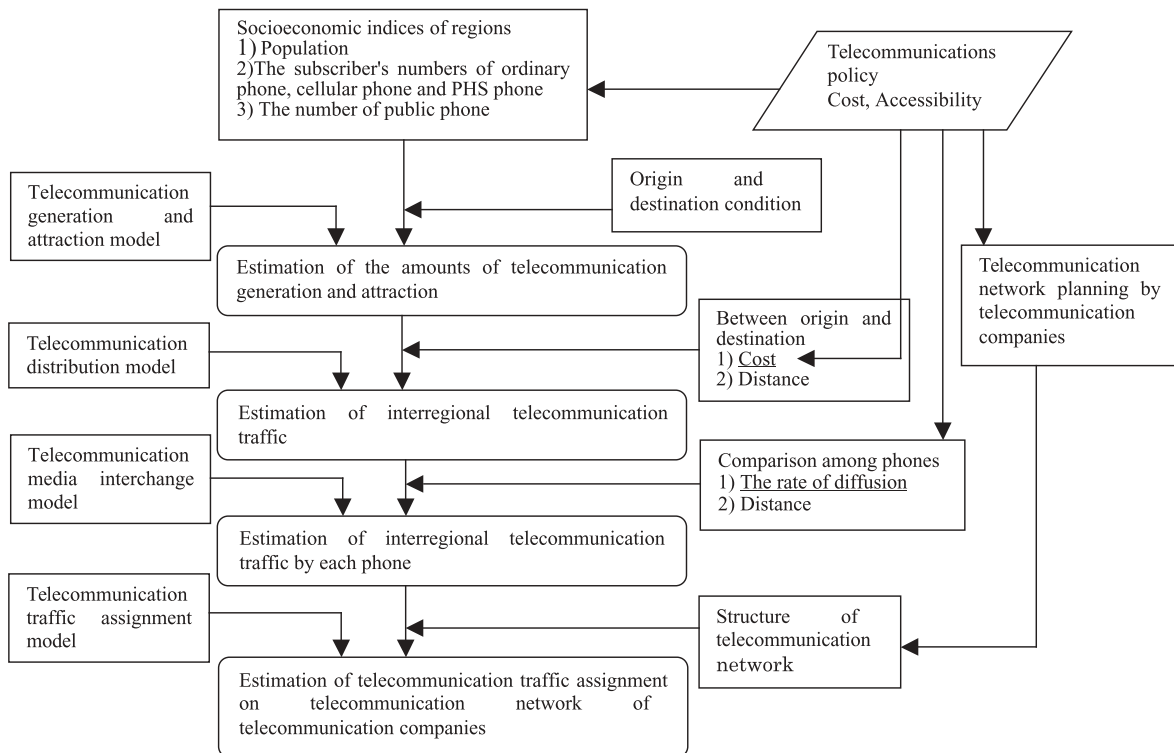 Socioeconomic indices of regions
1) Population
2)The subscriber's numbers of ordinary
phone, cellular phone and PHS phone
3) The number of public phone
Telecommunications
policy
Cost, Accessibility
Telecommunication
generation and
attraction model
Origin and
destination condition
Estimation of the amounts of telecommunication
generation and attraction
Telecommunication
network planning by
telecommunication
companies
Telecommunication
distribution model
Between origin and
destination
1) Cost
2) Distance
Estimation of interregional telecommunication
traffic
Telecommunication
media interchange
model
Comparison among phones
1) The rate of diffusion
2) Distance
Estimation of interregional telecommunication
traffic by each phone
Telecommunication
traffic assignment
model
Structure of
telecommunication
network
Estimation of telecommunication traffic assignment
on telecommunication network of
telecommunication companies